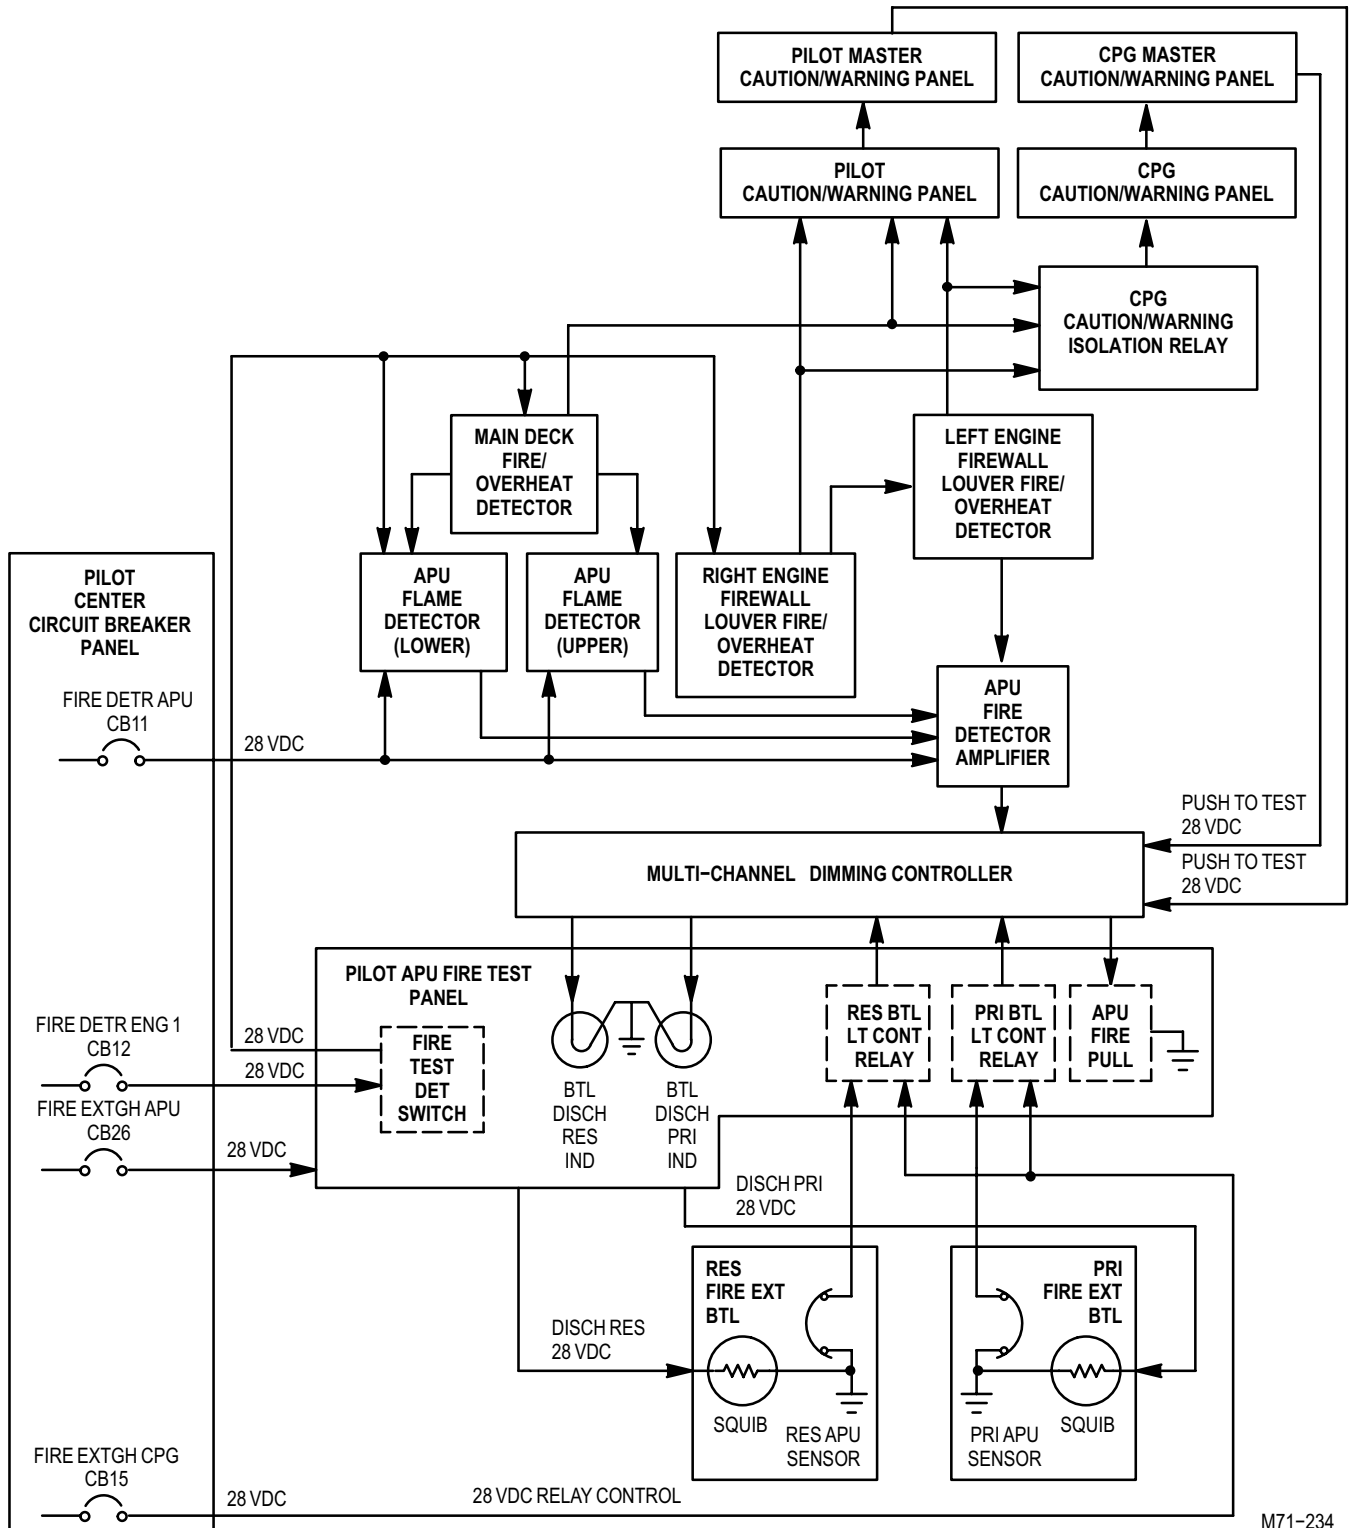 PILOT MASTER
CAUTION/WARNING PANEL
CPG MASTER
CAUTION/WARNING PANEL
PILOT
CAUTION/WARNING PANEL
CPG
CAUTION/WARNING PANEL
CPG
CAUTION/WARNING
ISOLATION RELAY
MAIN DECK
FIRE/
OVERHEAT
DETECTOR
LEFT ENGINE
FIREWALL
LOUVER FIRE/
OVERHEAT
DETECTOR
PILOT
CENTER
CIRCUIT BREAKER
PANEL
APU
FLAME
DETECTOR
(LOWER)
APU
FLAME
DETECTOR
(UPPER)
RIGHT ENGINE
FIREWALL
LOUVER FIRE/
OVERHEAT
DETECTOR
APU
FIRE
DETECTOR
AMPLIFIER
FIRE DETR APU
CB11
28 VDC
PUSH TO TEST
28 VDC
PUSH TO TEST
28 VDC
MULTI−CHANNEL DIMMING CONTROLLER
PILOT APU FIRE TEST
PANEL
FIRE DETR ENG 1
CB12
28 VDC
28 VDC
FIRE
TEST
DET
SWITCH
BTL
DISCH
RES
IND
BTL
DISCH
PRI
IND
RES BTL
LT CONT
RELAY
PRI BTL
LT CONT
RELAY
APU
FIRE
PULL
FIRE EXTGH APU
CB26
28 VDC
DISCH PRI
28 VDC
RES
FIRE EXT
BTL
PRI
FIRE EXT
BTL
DISCH RES
28 VDC
SQUIB
RES APU
SENSOR
PRI APU
SENSOR
SQUIB
FIRE EXTGH CPG
CB15
28 VDC
28 VDC RELAY CONTROL
M71−234